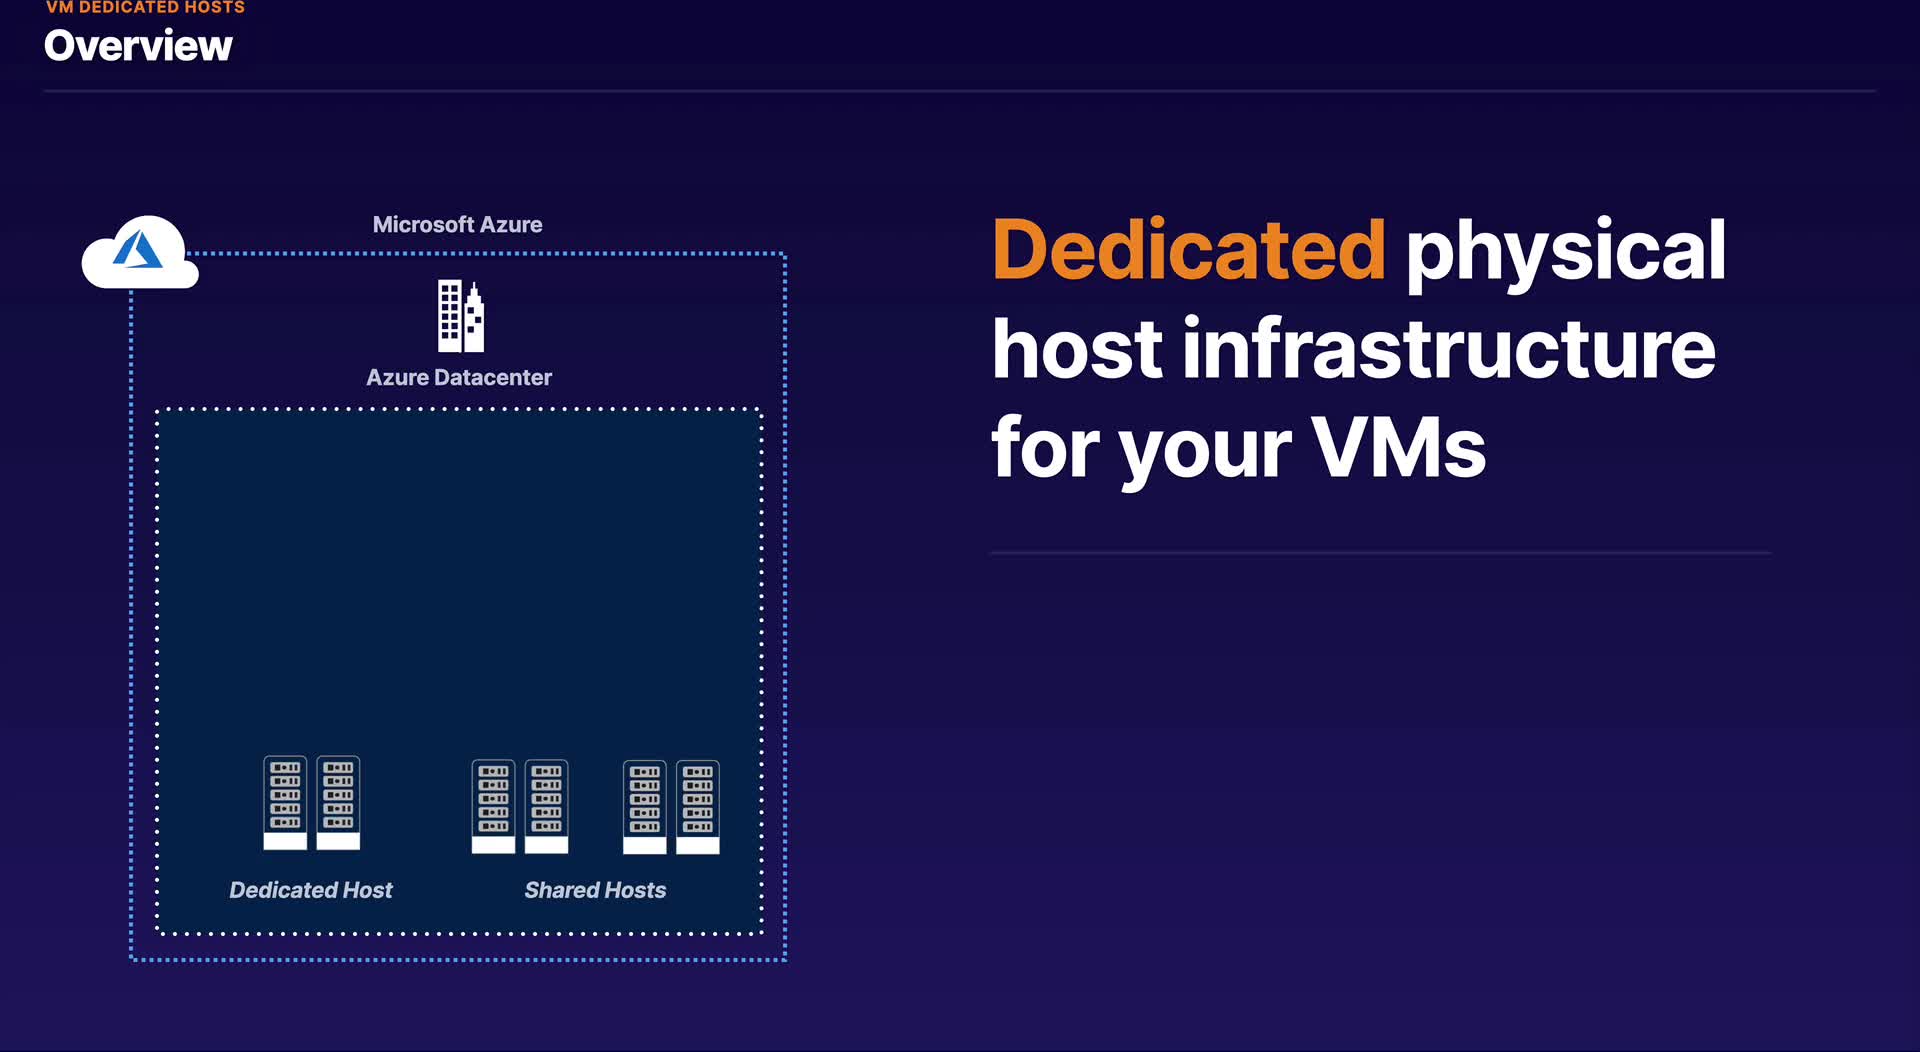 VM DEDICATED HOSTS
Overview
Microsoft Azure
Azure Datacenter
Dedicated Host
Shared Hosts
Dedicated physical
host infrastructure
for your VMs